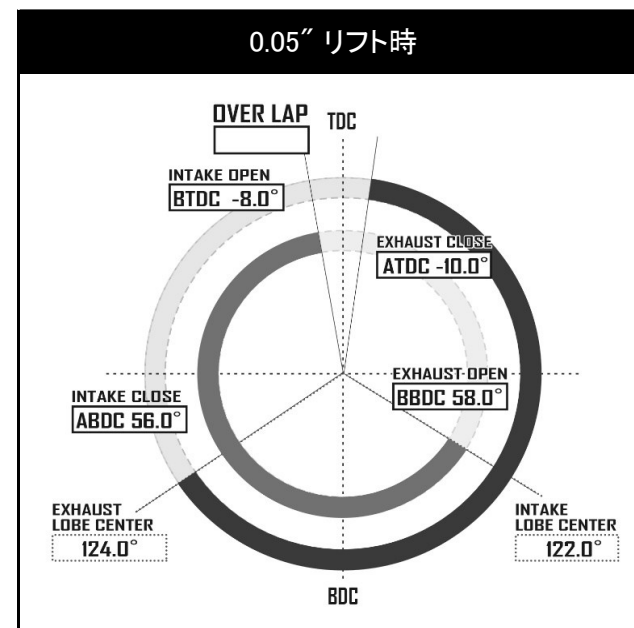 0.05″ リフト時
OVER LAP
TDC
INTAKE OPEN
BTDC -8.0°
EXHAUST CLOSE
ATDC -10.0°
EXHAUST OPEN
BBDC 58.0°
INTAKE CLOSE
ABDC 56.0°
EXHAUST
LOBE CENTER
124.0°
INTAKE
LOBE CENTER
122.0°
BDC